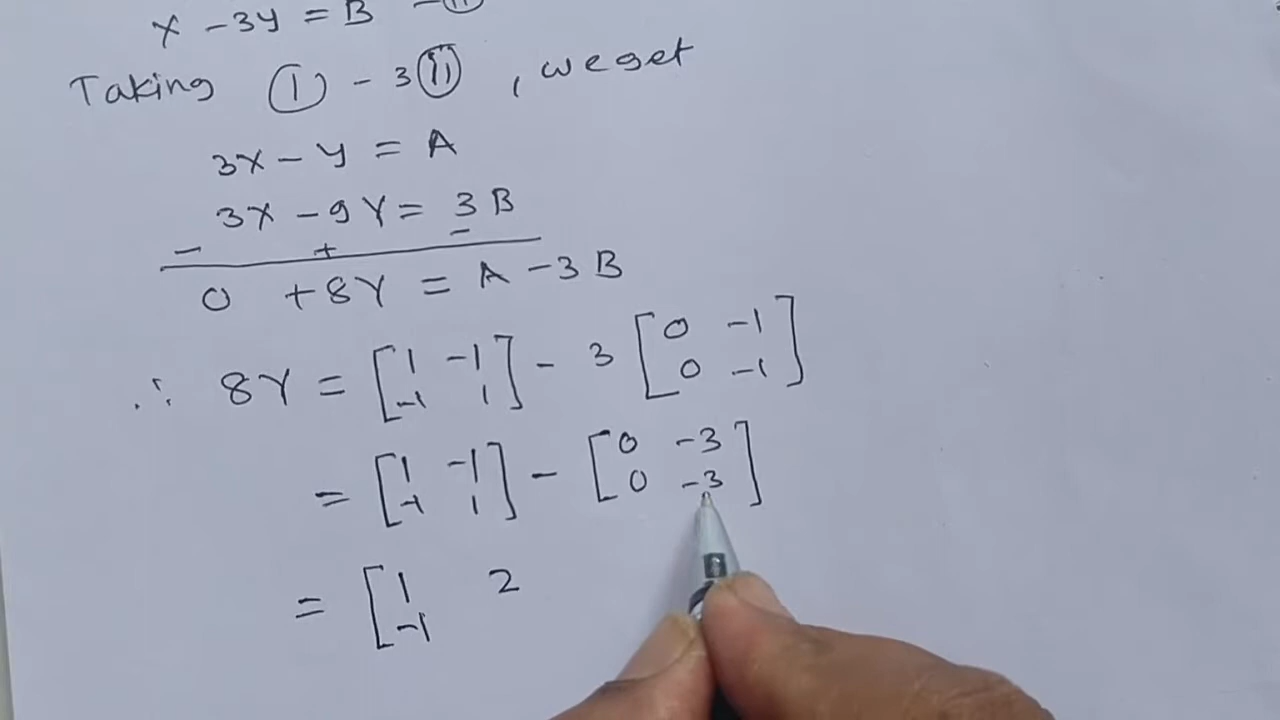 X - 3Y = B - (ii)
Taking (i) - 3(ii), we get
3X - Y = A
3X - 9Y = 3B
- + -
0 + 8Y = A - 3B
∴ 8Y = [1 -1; -1 1] - 3 [0 -1; 0 -1]
= [1 -1; -1 1] - [0 -3; 0 -3]
= [1 2; -1